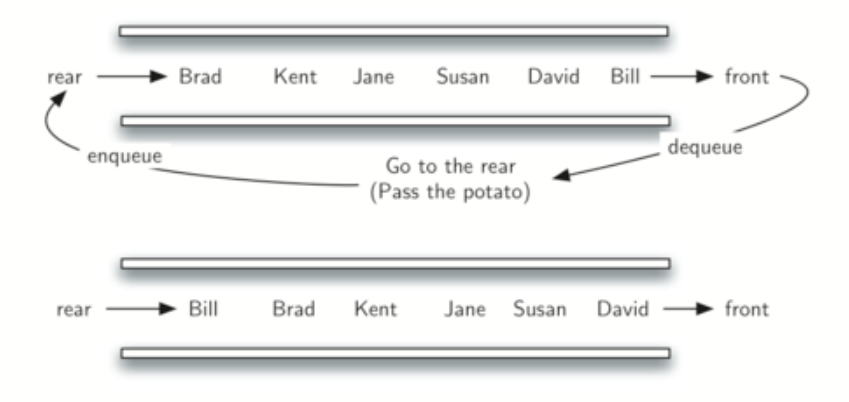 rear Brad Kent Jane Susan David Bill front
enqueue
dequeue
Go to the rear
(Pass the potato)
rear Bill Brad Kent Jane Susan David front